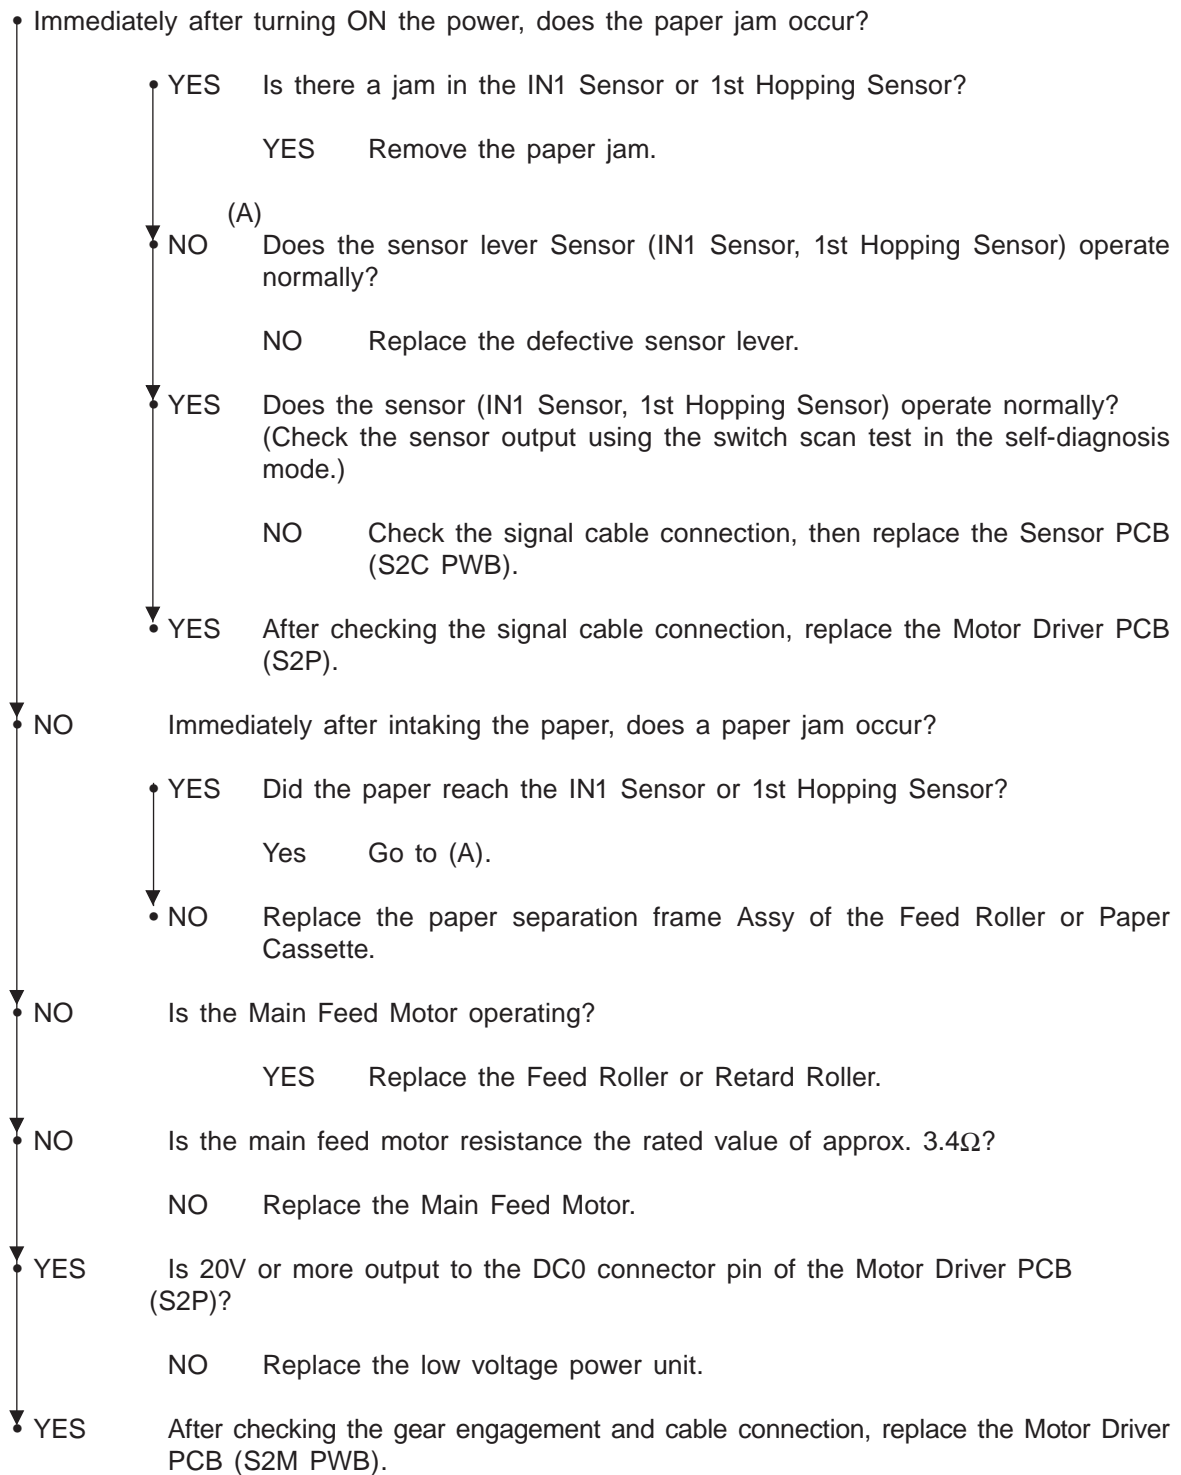 Immediately after turning ON the power, does the paper jam occur?
YES Is there a jam in the IN1 Sensor or 1st Hopping Sensor?
YES Remove the paper jam.
(A)
NO Does the sensor lever Sensor (IN1 Sensor, 1st Hopping Sensor) operate
normally?
NO Replace the defective sensor lever.
YES Does the sensor (IN1 Sensor, 1st Hopping Sensor) operate normally?
(Check the sensor output using the switch scan test in the self-diagnosis
mode.)
NO Check the signal cable connection, then replace the Sensor PCB
(S2C PWB).
YES After checking the signal cable connection, replace the Motor Driver PCB
(S2P).
NO Immediately after intaking the paper, does a paper jam occur?
YES Did the paper reach the IN1 Sensor or 1st Hopping Sensor?
Yes Go to (A).
NO Replace the paper separation frame Assy of the Feed Roller or Paper
Cassette.
NO Is the Main Feed Motor operating?
YES Replace the Feed Roller or Retard Roller.
NO Is the main feed motor resistance the rated value of approx. 3.4Ω?
NO Replace the Main Feed Motor.
YES Is 20V or more output to the DC0 connector pin of the Motor Driver PCB
(S2P)?
NO Replace the low voltage power unit.
YES After checking the gear engagement and cable connection, replace the Motor Driver
PCB (S2M PWB).